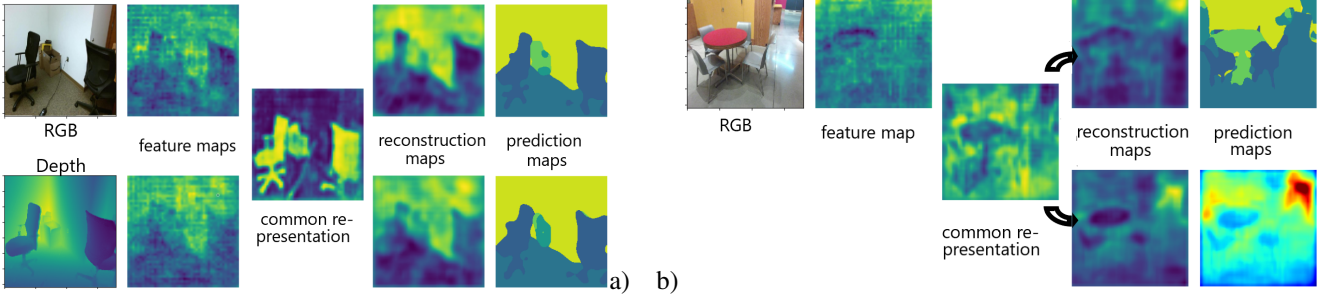 RGB
feature maps
reconstruction
maps
prediction
maps
Depth
common re-
presentation
a)
b)
RGB
feature map
reconstruction
maps
prediction
maps
common re-
presentation